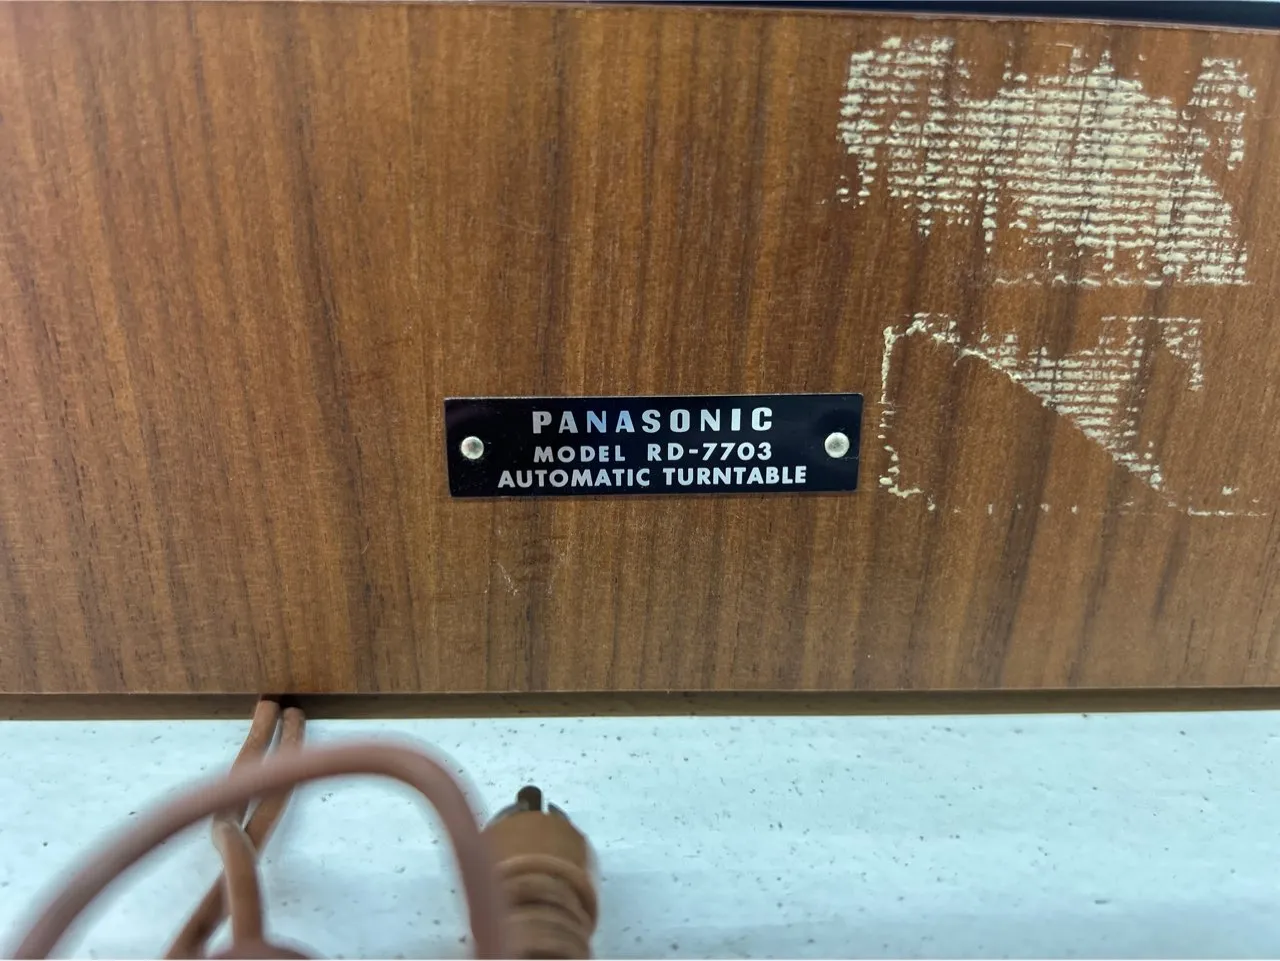 PANASONIC
MODEL RD-7703
AUTOMATIC TURNTABLE